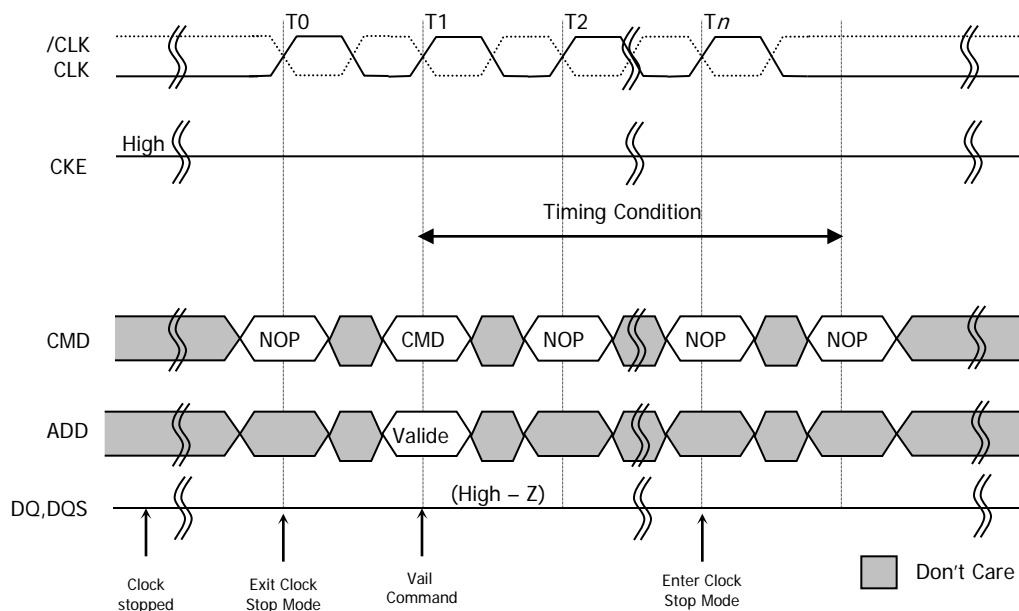 T0 T1 T2 Tn
/CLK
CLK
High
CKE
Timing Condition
CMD NOP CMD NOP NOP NOP
ADD Valide
(High – Z)
DQ,DQS
Clock
stopped
Exit Clock
Stop Mode
Vail
Command
Enter Clock
Stop Mode
Don't Care